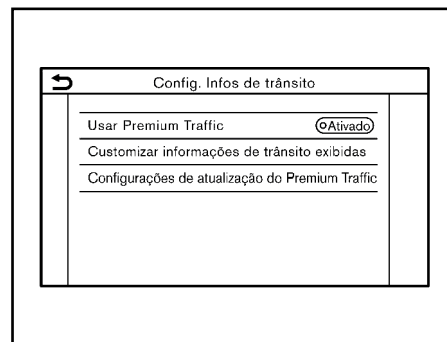 Config. Infos de trânsito
Usar Premium Traffic Ativado
Customizar informações de trânsito exibidas
Configurações de atualização do Premium Traffic